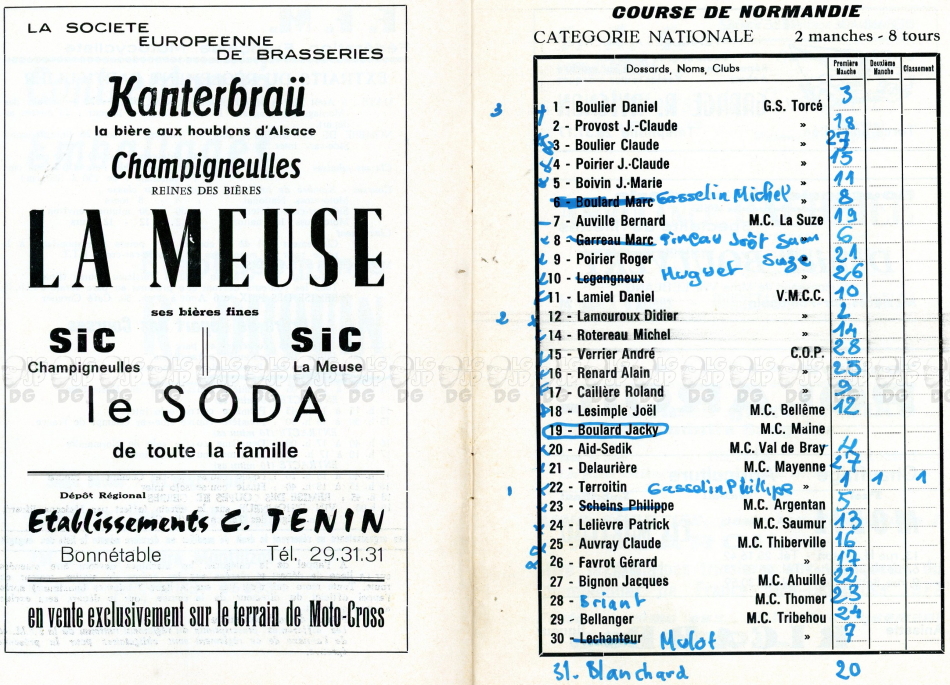 LA SOCIETE
EUROPEENNE
DE BRASSERIES
Kanterbraü
la bière aux houblons d'Alsace
Champigneulles
REINES DES BIÈRES
LA MEUSE
ses bières fines
SiC SiC
Champigneulles La Meuse
le SODA
de toute la famille
Dépôt Régional
Etablissements C. TENIN
Bonnétable Tél. 29.31.31
en vente exclusivement sur le terrain de Moto-Cross
COURSE DE NORMANDIE
CATEGORIE NATIONALE 2 manches - 8 tours
Dossards, Noms, Clubs Première Manche Deuxième Manche Classement
3 1 - Boulier Daniel G.S. Torcé 3
2 - Provost J.-Claude » 18
3 - Boulier Claude » 27
4 - Poirier J.-Claude » 15
5 - Boivin J.-Marie » 11
6 - Boulard Marc Gasselin Michel 8
7 - Auville Bernard M.C. La Suze 19
8 - Garreau Marc Pineau Joël Sam » 6
9 - Poirier Roger Suze » 21
10 - Legangneux Huguet » 26
11 - Lamiel Daniel V.M.C.C. 10
2 12 - Lamouroux Didier » 2
14 - Rotereau Michel » 14
15 - Verrier André C.O.P. 28
16 - Renard Alain » 25
17 - Caillère Roland » 9
18 - Lesimple Joël M.C. Bellême 12
19 - Boulard Jacky M.C. Maine
20 - Aid-Sedik M.C. Val de Bray 4
21 - Delaurière M.C. Mayenne 27
1 22 - Terroitin Gasselin Philippe » 1 1 1
23 - Scheins Philippe M.C. Argentan 5
24 - Lelièvre Patrick M.C. Saumur 13
25 - Auvray Claude M.C. Thiberville 16
26 - Favrot Gérard » 17
27 - Bignon Jacques M.C. Ahuillé 22
28 - Briant M.C. Thomer 23
29 - Bellanger M.C. Tribehou 24
30 - Lechanteur Mulot » 7
31. Blanchard 20